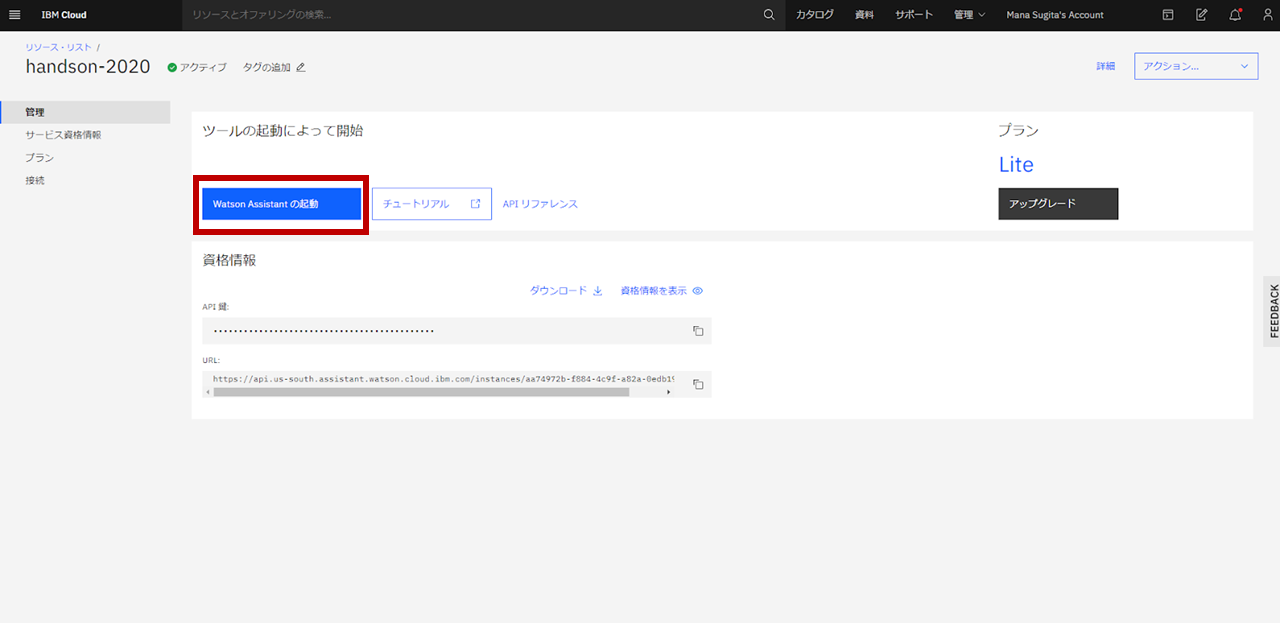 IBM Cloud
リソースとオファリングの検索...
カタログ 資料 サポート 管理 Mana Sugita's Account
リソース・リスト /
handson-2020 アクティブ タグの追加
詳細 アクション...
管理
サービス資格情報
プラン
接続
ツールの起動によって開始
Watson Assistant の起動 チュートリアル API リファレンス
プラン
Lite
アップグレード
資格情報
ダウンロード 資格情報を表示
API 鍵:
URL:
https://api.us-south.assistant.watson.cloud.ibm.com/instances/aa74972b-f884-4c9f-a82a-0edb19
FEEDBACK